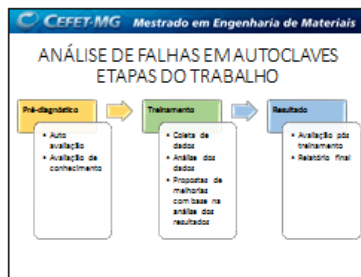 CEFET-MG Mestrado em Engenharia de Materiais
ANÁLISE DE FALHAS EM AUTOCLAVES
ETAPAS DO TRABALHO
Pré-diagnóstico
• Auto
avaliação
• Avaliação de
conhecimento
Treinamento
• Coleta de
dados
• Análise dos
dados
• Propostas de
melhorias
com base na
análise dos
resultados
Resultado
• Avaliação pós
treinamento
• Relatório final